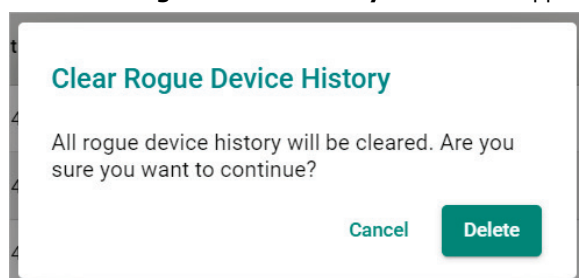 Clear Rogue Device History
All rogue device history will be cleared. Are you
sure you want to continue?
Cancel Delete